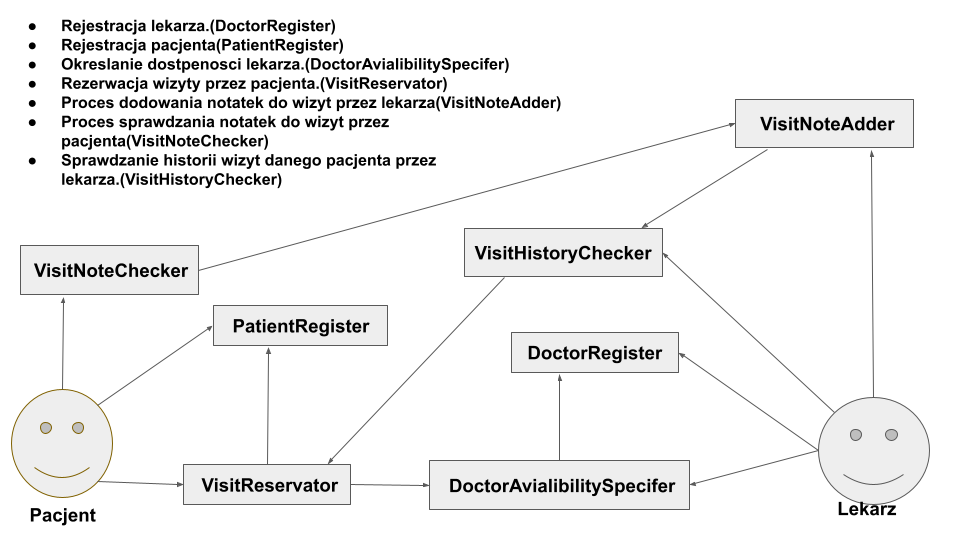 ● Rejestracja lekarza.(DoctorRegister)
● Rejestracja pacjenta(PatientRegister)
● Okreslanie dostpenosci lekarza.(DoctorAvialibilitySpecifer)
● Rezerwacja wizyty przez pacjenta.(VisitReservator)
● Proces dodowania notatek do wizyt przez lekarza(VisitNoteAdder)
● Proces sprawdzania notatek do wizyt przez
pacjenta(VisitNoteChecker)
● Sprawdzanie historii wizyt danego pacjenta przez
lekarza.(VisitHistoryChecker)
VisitNoteAdder
VisitHistoryChecker
VisitNoteChecker
PatientRegister
DoctorRegister
VisitReservator
DoctorAvialibilitySpecifer
Pacjent
Lekarz